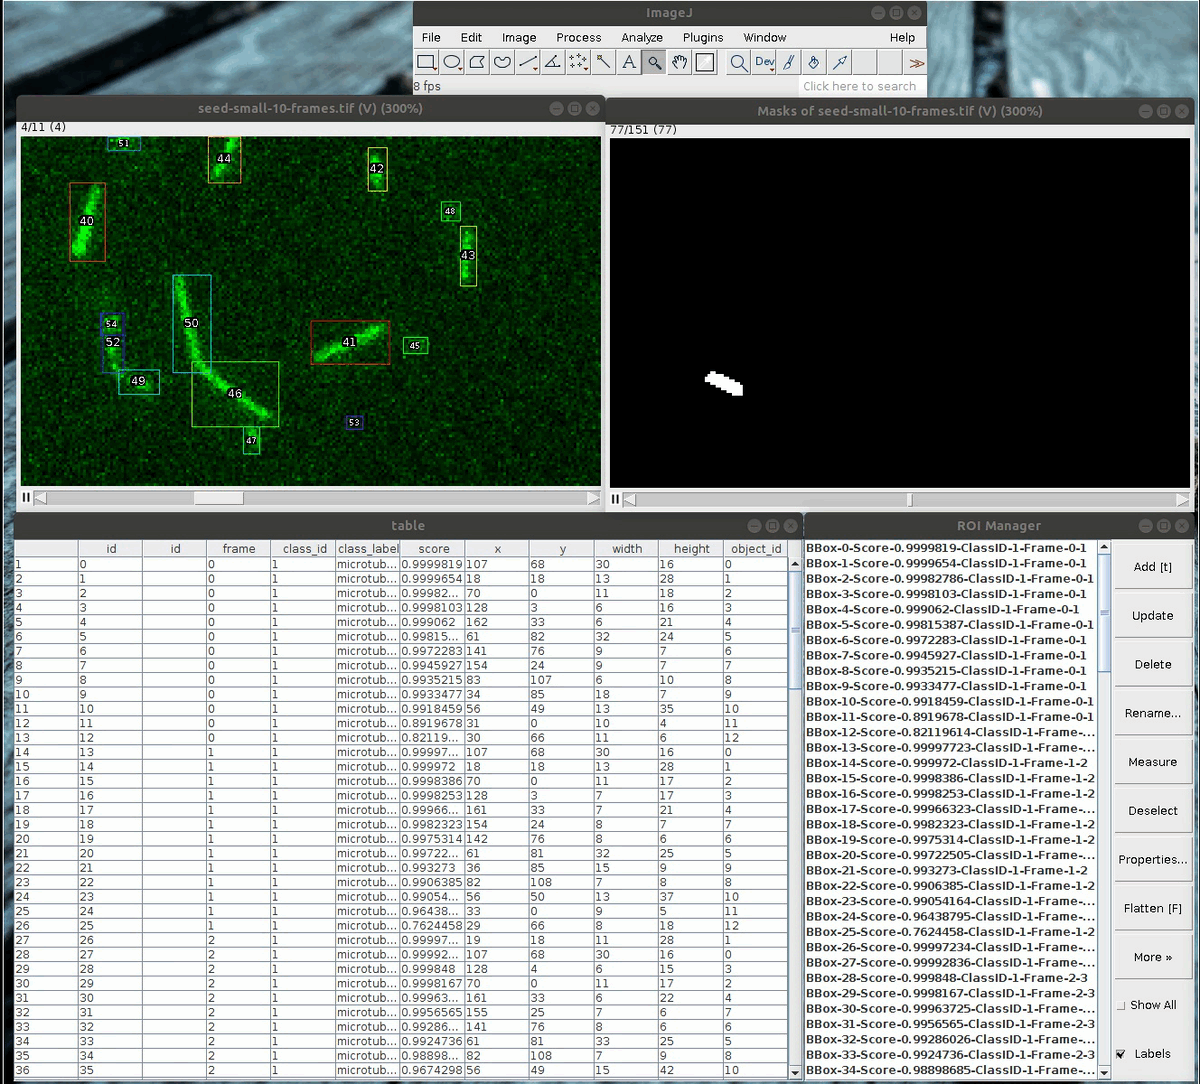 ImageJ
File Edit Image Process Analyze Plugins Window Help
A Dev
8 fps Click here to search
seed-small-10-frames.tif (V) (300%)
4/11 (4)
51
44
42
40
48
43
54
50
52
41
45
49
46
53
47
Masks of seed-small-10-frames.tif (V) (300%)
77/151 (77)
table
id id frame class_id class_label score x y width height object_id
1 0 0 1 microtub... 0.9999819 107 68 30 16 0
2 1 0 1 microtub... 0.9999654 18 18 13 28 1
3 2 0 1 microtub... 0.99982... 70 0 11 18 2
4 3 0 1 microtub... 0.9998103 128 3 6 16 3
5 4 0 1 microtub... 0.999062 162 33 6 21 4
6 5 0 1 microtub... 0.99815... 61 82 32 24 5
7 6 0 1 microtub... 0.9972283 141 76 9 7 6
8 7 0 1 microtub... 0.9945927 154 24 9 7 7
9 8 0 1 microtub... 0.9935215 83 107 6 10 8
10 9 0 1 microtub... 0.9933477 34 85 18 7 9
11 10 0 1 microtub... 0.9918459 56 49 13 35 10
12 11 0 1 microtub... 0.8919678 31 0 10 4 11
13 12 0 1 microtub... 0.82119... 30 66 11 6 12
14 13 1 1 microtub... 0.99997... 107 68 30 16 0
15 14 1 1 microtub... 0.999972 18 18 13 28 1
16 15 1 1 microtub... 0.9998386 70 0 11 17 2
17 16 1 1 microtub... 0.9998253 128 3 7 17 3
18 17 1 1 microtub... 0.99966... 161 33 7 21 4
19 18 1 1 microtub... 0.9982323 154 24 8 7 7
20 19 1 1 microtub... 0.9975314 142 76 8 6 6
21 20 1 1 microtub... 0.99722... 61 81 32 25 5
22 21 1 1 microtub... 0.993273 36 85 15 9 9
23 22 1 1 microtub... 0.9906385 82 108 7 8 8
24 23 1 1 microtub... 0.99054... 56 50 13 37 10
25 24 1 1 microtub... 0.96438... 33 0 9 5 11
26 25 1 1 microtub... 0.7624458 29 66 8 18 12
27 26 2 1 microtub... 0.99997... 19 18 11 28 1
28 27 2 1 microtub... 0.99992... 107 68 30 16 0
29 28 2 1 microtub... 0.999848 128 4 6 15 3
30 29 2 1 microtub... 0.9998167 70 0 11 17 2
31 30 2 1 microtub... 0.99963... 161 33 6 22 4
32 31 2 1 microtub... 0.9956565 155 25 7 6 7
33 32 2 1 microtub... 0.99286... 141 76 8 6 6
34 33 2 1 microtub... 0.9924736 61 81 33 25 5
35 34 2 1 microtub... 0.98898... 82 108 7 9 8
36 35 2 1 microtub... 0.9674298 56 49 15 42 10
ROI Manager
BBox-0-Score-0.9999819-ClassID-1-Frame-0-1
BBox-1-Score-0.9999654-ClassID-1-Frame-0-1
BBox-2-Score-0.99982786-ClassID-1-Frame-0-1
BBox-3-Score-0.9998103-ClassID-1-Frame-0-1
BBox-4-Score-0.999062-ClassID-1-Frame-0-1
BBox-5-Score-0.99815387-ClassID-1-Frame-0-1
BBox-6-Score-0.9972283-ClassID-1-Frame-0-1
BBox-7-Score-0.9945927-ClassID-1-Frame-0-1
BBox-8-Score-0.9935215-ClassID-1-Frame-0-1
BBox-9-Score-0.9933477-ClassID-1-Frame-0-1
BBox-10-Score-0.9918459-ClassID-1-Frame-0-1
BBox-11-Score-0.8919678-ClassID-1-Frame-0-1
BBox-12-Score-0.82119614-ClassID-1-Frame-...
BBox-13-Score-0.99997723-ClassID-1-Frame-...
BBox-14-Score-0.999972-ClassID-1-Frame-1-2
BBox-15-Score-0.9998386-ClassID-1-Frame-1-2
BBox-16-Score-0.9998253-ClassID-1-Frame-1-2
BBox-17-Score-0.99966323-ClassID-1-Frame-...
BBox-18-Score-0.9982323-ClassID-1-Frame-1-2
BBox-19-Score-0.9975314-ClassID-1-Frame-1-2
BBox-20-Score-0.99722505-ClassID-1-Frame-...
BBox-21-Score-0.993273-ClassID-1-Frame-1-2
BBox-22-Score-0.9906385-ClassID-1-Frame-1-2
BBox-23-Score-0.99054164-ClassID-1-Frame-...
BBox-24-Score-0.96438795-ClassID-1-Frame-...
BBox-25-Score-0.7624458-ClassID-1-Frame-1-2
BBox-26-Score-0.99997234-ClassID-1-Frame-...
BBox-27-Score-0.99992836-ClassID-1-Frame-...
BBox-28-Score-0.999848-ClassID-1-Frame-2-3
BBox-29-Score-0.9998167-ClassID-1-Frame-2-3
BBox-30-Score-0.99963725-ClassID-1-Frame-...
BBox-31-Score-0.9956565-ClassID-1-Frame-2-3
BBox-32-Score-0.99286026-ClassID-1-Frame-...
BBox-33-Score-0.9924736-ClassID-1-Frame-2-3
BBox-34-Score-0.98898685-ClassID-1-Frame-...
Add [t]
Update
Delete
Rename...
Measure
Deselect
Properties...
Flatten [F]
More »
Show All
Labels